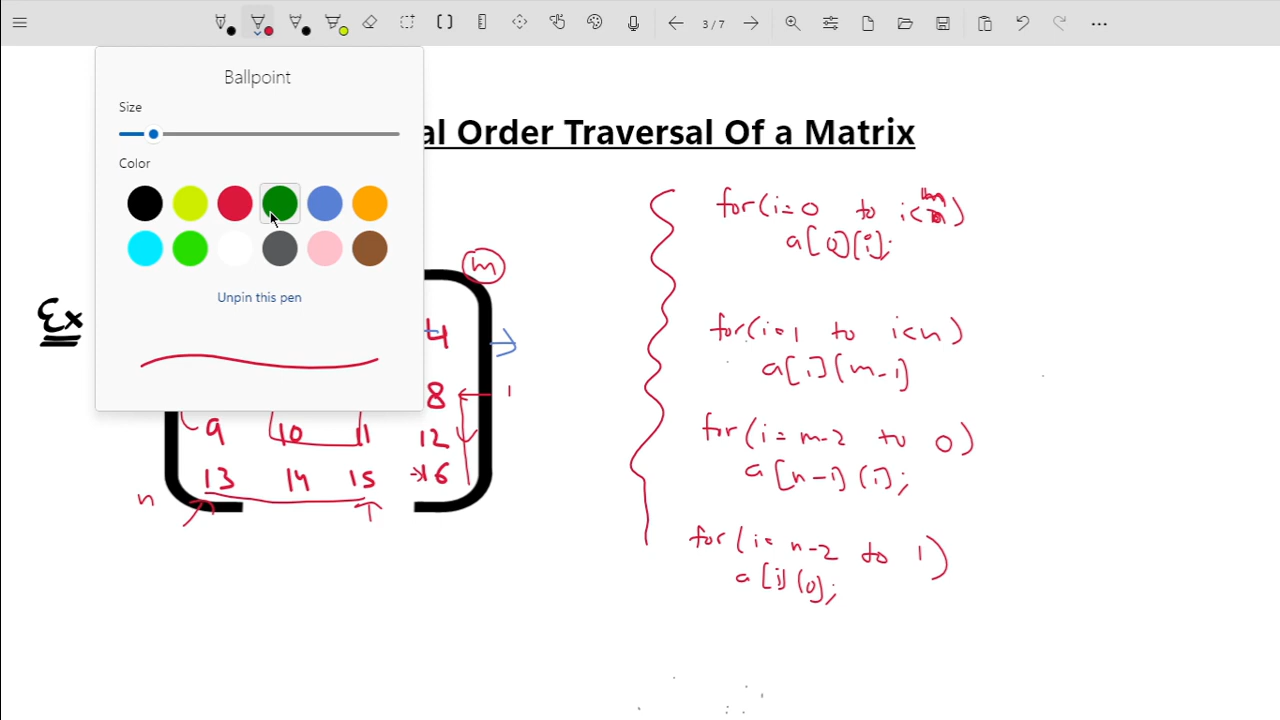 3 / 7
Ballpoint
Size
Color
Unpin this pen
al Order Traversal Of a Matrix
Ex
m
4
8 1
9 10 11 12
13 14 15 16
n
for(i=0 to i<m)
a[0][i];
for(i=1 to i<n)
a[i][m-1]
for(i=m-2 to 0)
a[n-1][i];
for(i=n-2 to 1)
a[i][0];